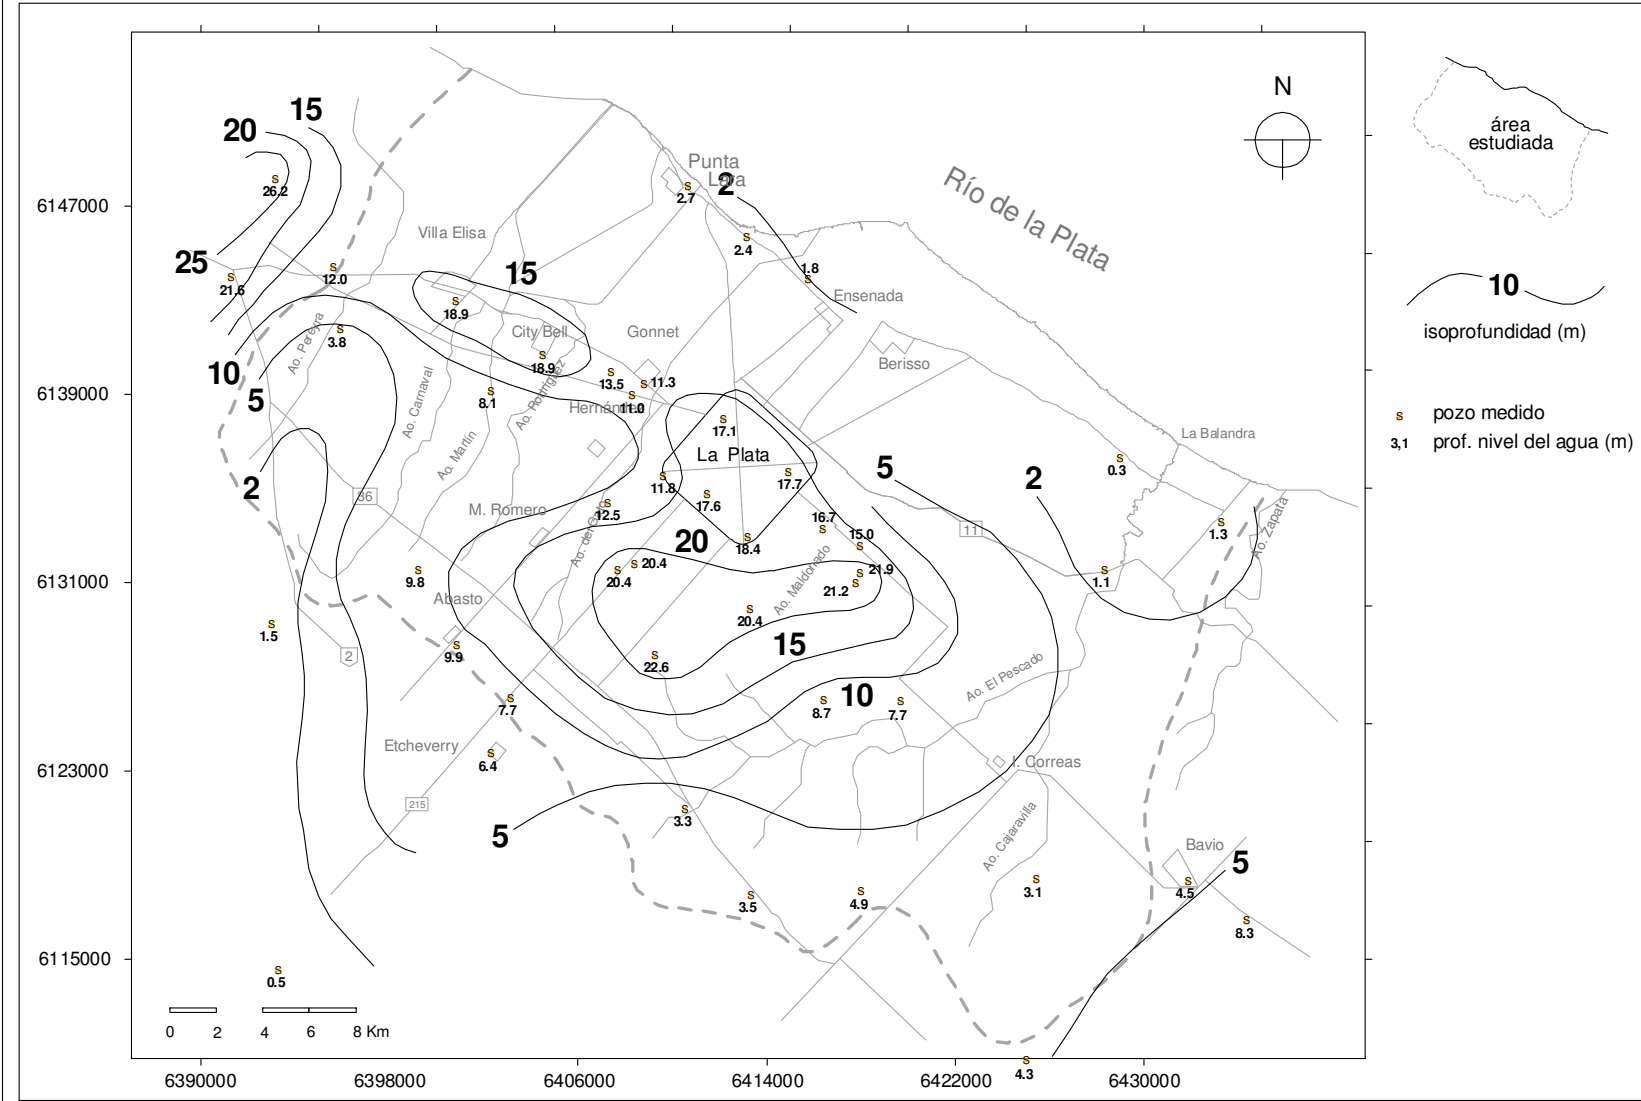 15
20
N
área
estudiada
Punta
Lara
2
26.2
2.7
Río de la Plata
6147000
Villa Elisa
2.4
25
15
1.8
12.0
21.6
10
Ensenada
18.9
isoprofundidad (m)
City Bell
Gonnet
3.8
Ao. Pereyra
Berisso
18.9
10
13.5
11.3
6139000
5
8.1
Ao. Carnaval
Ao. Rodríguez
Hernández
11.0
s pozo medido
17.1
La Balandra
3,1 prof. nivel del agua (m)
Ao. Martín
La Plata
5
0.3
2
2
11.8
17.7
36
17.6
M. Romero
12.5
16.7
Ao. del Gato
20
18.4
15.0
11
1.3
Ao. Zapata
6131000
9.8
20.4
20.4
21.9
21.2
Ao. Maldonado
1.1
Abasto
20.4
1.5
15
2
9.9
22.6
Ao. El Pescado
10
7.7
8.7
7.7
Etcheverry
6.4
I. Correas
6123000
215
3.3
5
Ao. Cajaravilla
Bavio
5
3.1
4.5
3.5
4.9
8.3
6115000
0.5
0 2 4 6 8 Km
4.3
6390000 6398000 6406000 6414000 6422000 6430000